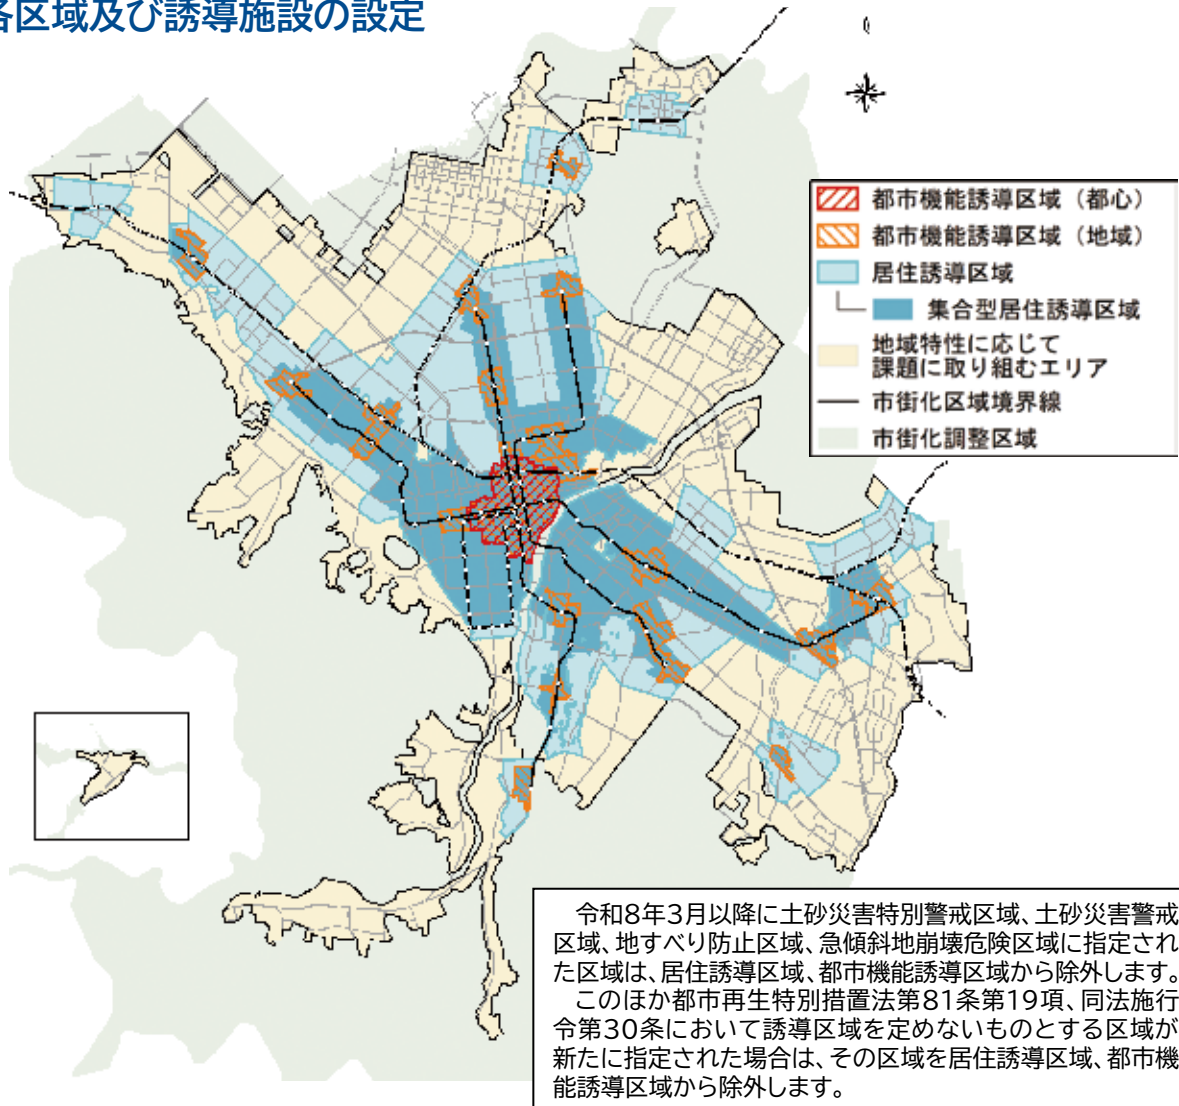 各区域及び誘導施設の設定
都市機能誘導区域（都心）
都市機能誘導区域（地域）
居住誘導区域
集合型居住誘導区域
地域特性に応じて
課題に取り組むエリア
市街化区域境界線
市街化調整区域
令和8年3月以降に土砂災害特別警戒区域、土砂災害警戒
区域、地すべり防止区域、急傾斜地崩壊危険区域に指定され
た区域は、居住誘導区域、都市機能誘導区域から除外します。
このほか都市再生特別措置法第81条第19項、同法施行
令第30条において誘導区域を定めないものとする区域が
新たに指定された場合は、その区域を居住誘導区域、都市機
能誘導区域から除外します。